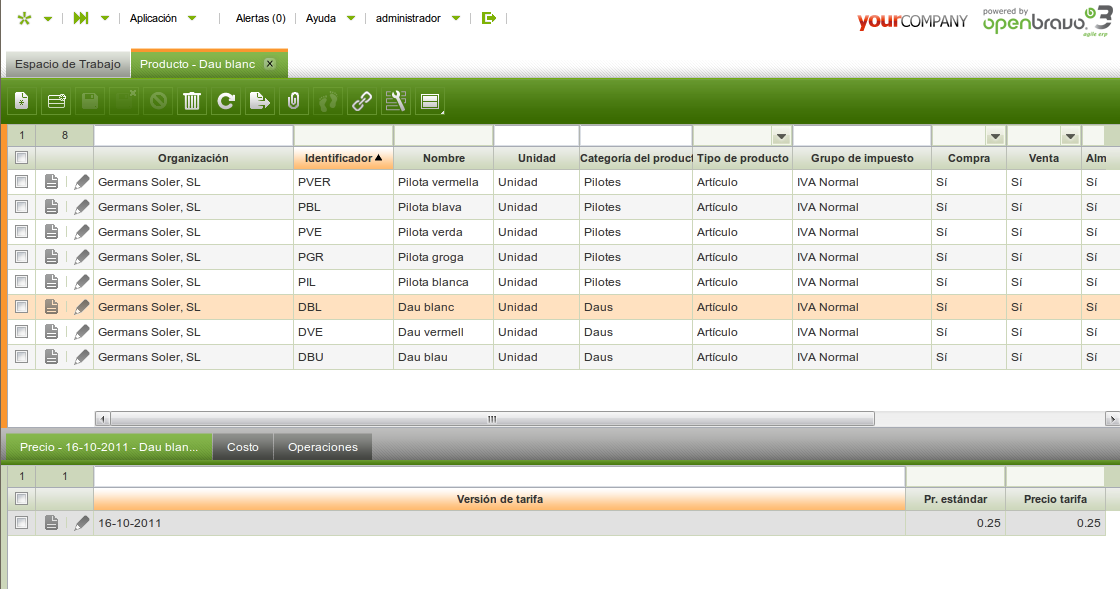 Aplicación Alertas (0) Ayuda administrador yourCOMPANY powered by openbravo 3 agile erp
Espacio de Trabajo Producto - Dau blanc x
1 8
Organización Identificador Nombre Unidad Categoría del product Tipo de producto Grupo de impuesto Compra Venta Alm
Germans Soler, SL PVER Pilota vermella Unidad Pilotes Artículo IVA Normal Sí Sí Sí
Germans Soler, SL PBL Pilota blava Unidad Pilotes Artículo IVA Normal Sí Sí Sí
Germans Soler, SL PVE Pilota verda Unidad Pilotes Artículo IVA Normal Sí Sí Sí
Germans Soler, SL PGR Pilota groga Unidad Pilotes Artículo IVA Normal Sí Sí Sí
Germans Soler, SL PIL Pilota blanca Unidad Pilotes Artículo IVA Normal Sí Sí Sí
Germans Soler, SL DBL Dau blanc Unidad Daus Artículo IVA Normal Sí Sí Sí
Germans Soler, SL DVE Dau vermell Unidad Daus Artículo IVA Normal Sí Sí Sí
Germans Soler, SL DBU Dau blau Unidad Daus Artículo IVA Normal Sí Sí Sí
Precio - 16-10-2011 - Dau blan... Costo Operaciones
1 1
Versión de tarifa Pr. estándar Precio tarifa
16-10-2011 0.25 0.25